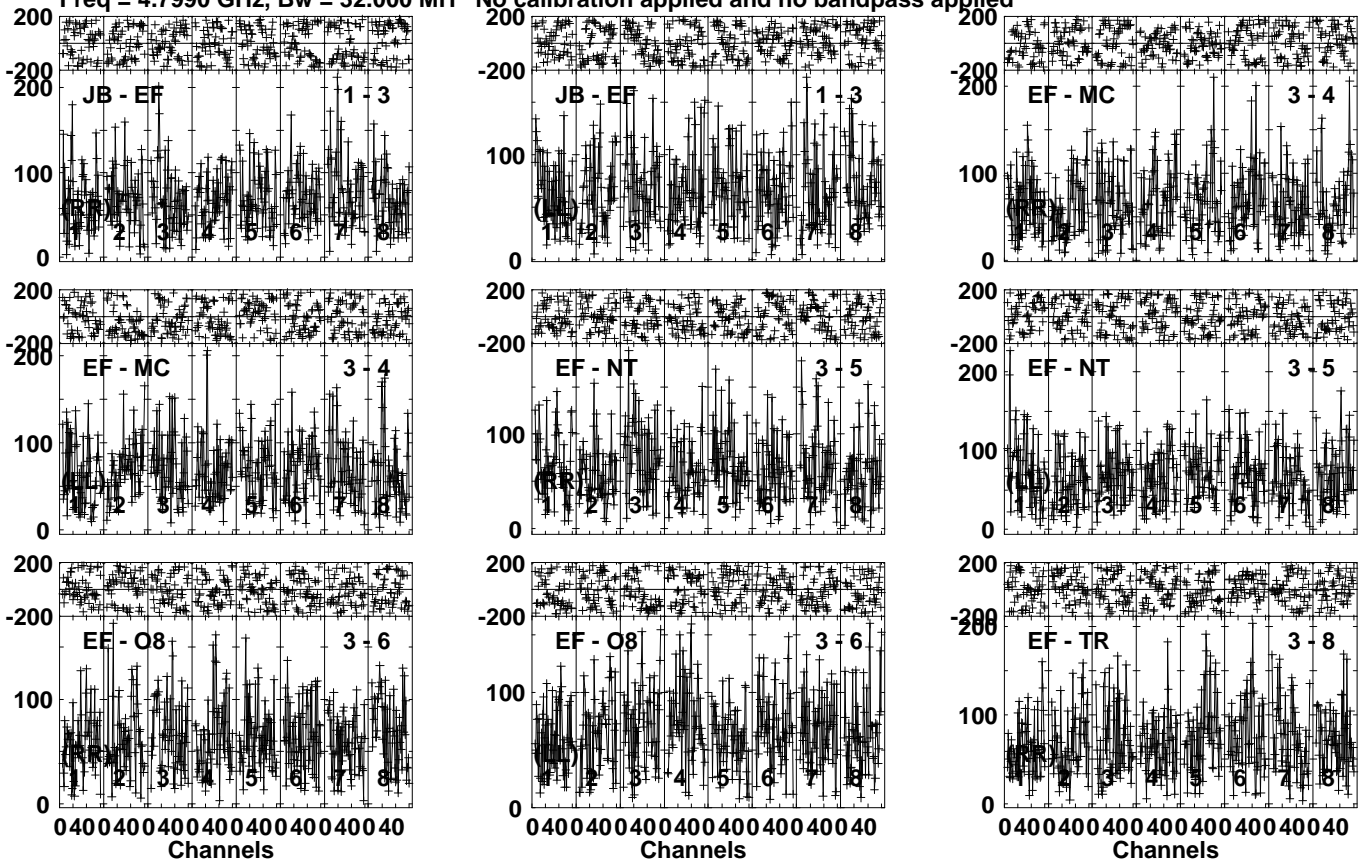 Freq = 4.7990 GHz, Bw = 32.000 MH No calibration applied and no bandpass applied
200 200 200
-200 -200 -200
200 JB - EF 1 - 3 JB - EF 1 - 3 200 EF - MC 3 - 4
100 100 100
(RR) (LL) (RR)
1 2 3 4 5 6 7 8 1 2 3 4 5 6 7 8 1 2 3 4 5 6 7 8
0 0 0
200 200 200
-200 -200 -200
200 EF - MC 3 - 4 EF - NT 3 - 5 200 EF - NT 3 - 5
100 100 100
(LL) (RR) (LL)
1 2 3 4 5 6 7 8 1 2 3 4 5 6 7 8 1 2 3 4 5 6 7 8
0 0 0
200 200 200
-200 -200 -200
EF - O8 3 - 6 EF - O8 3 - 6 200 EF - TR 3 - 8
100 100 100
(RR) (LL) (RR)
1 2 3 4 5 6 7 8 1 2 3 4 5 6 7 8 1 2 3 4 5 6 7 8
0 0 0
0 40 0 40 0 40 0 40 0 40 0 40 0 40 0 40 0 40 0 40 0 40 0 40 0 40 0 40 0 40 0 40 0 40 0 40 0 40 0 40 0 40 0 40 0 40 0 40
Channels Channels Channels